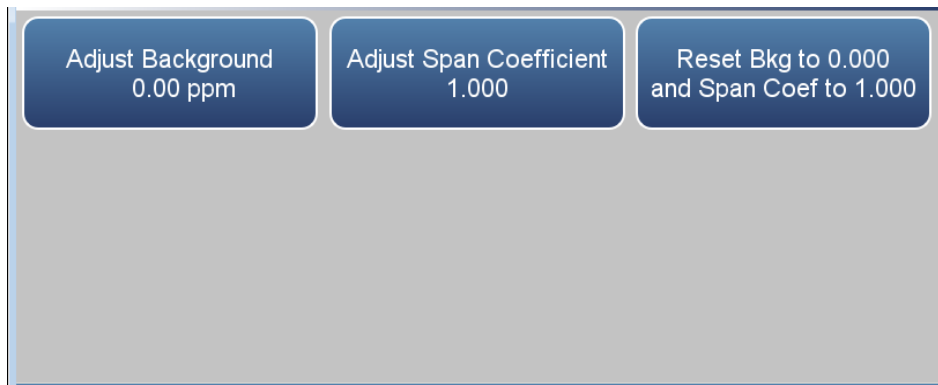 Adjust Background
0.00 ppm
Adjust Span Coefficient
1.000
Reset Bkg to 0.000
and Span Coef to 1.000